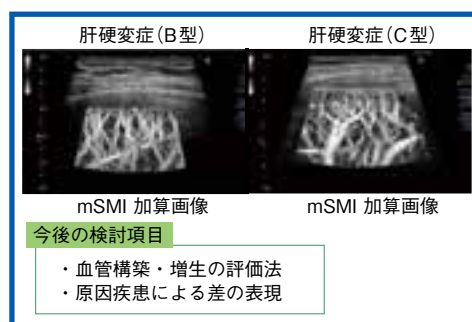 肝硬変症（B型）
肝硬変症（C型）
mSMI 加算画像
mSMI 加算画像
今後の検討項目
・血管構築・増生の評価法
・原因疾患による差の表現